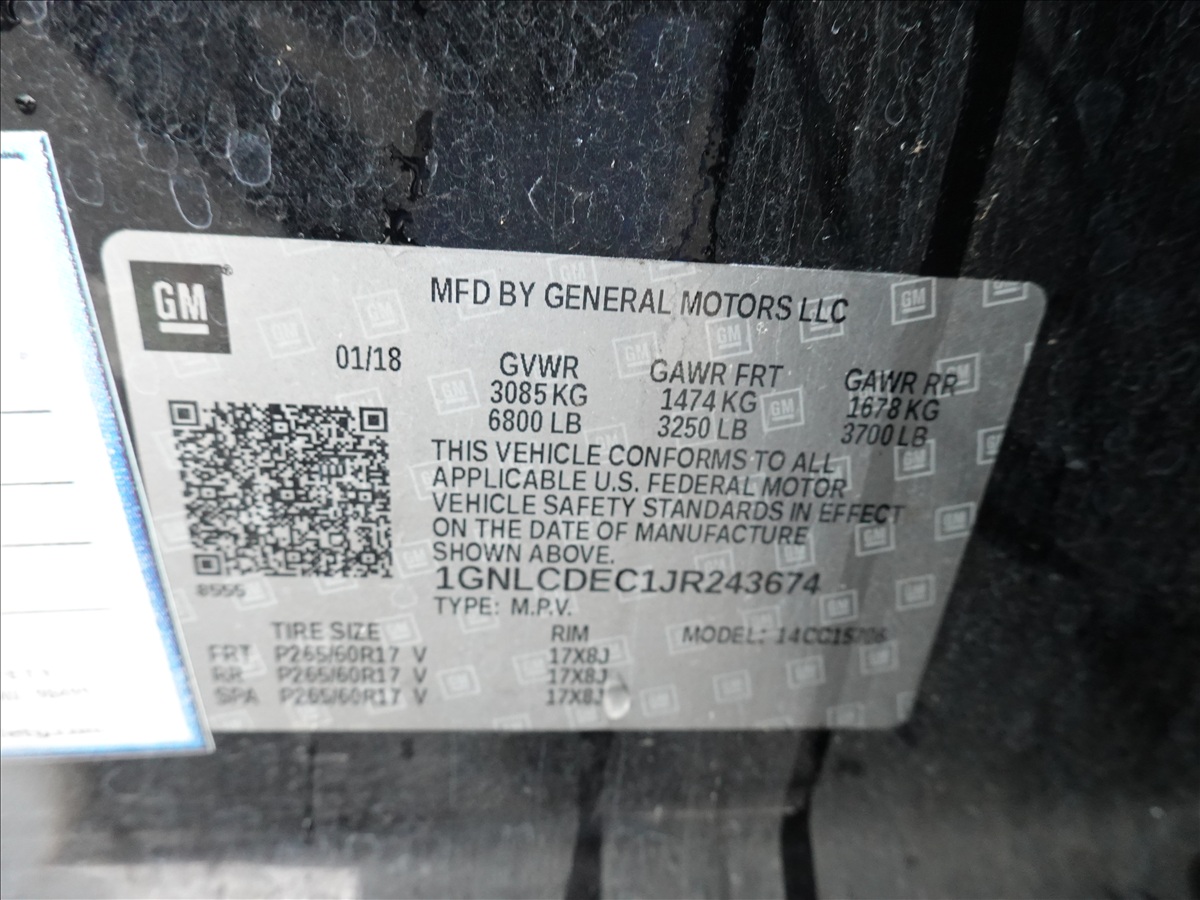 GM
MFD BY GENERAL MOTORS LLC
01/18
GVWR GAWR FRT GAWR RR
3085 KG 1474 KG 1678 KG
6800 LB 3250 LB 3700 LB
THIS VEHICLE CONFORMS TO ALL
APPLICABLE U.S. FEDERAL MOTOR
VEHICLE SAFETY STANDARDS IN EFFECT
ON THE DATE OF MANUFACTURE
SHOWN ABOVE.
8555
1GNLCDEC1JR243674
TYPE: M.P.V.
TIRE SIZE RIM MODEL: 14CC15706
FRT P265/60R17 V 17X8J
RR P265/60R17 V 17X8J
SPA P265/60R17 V 17X8J